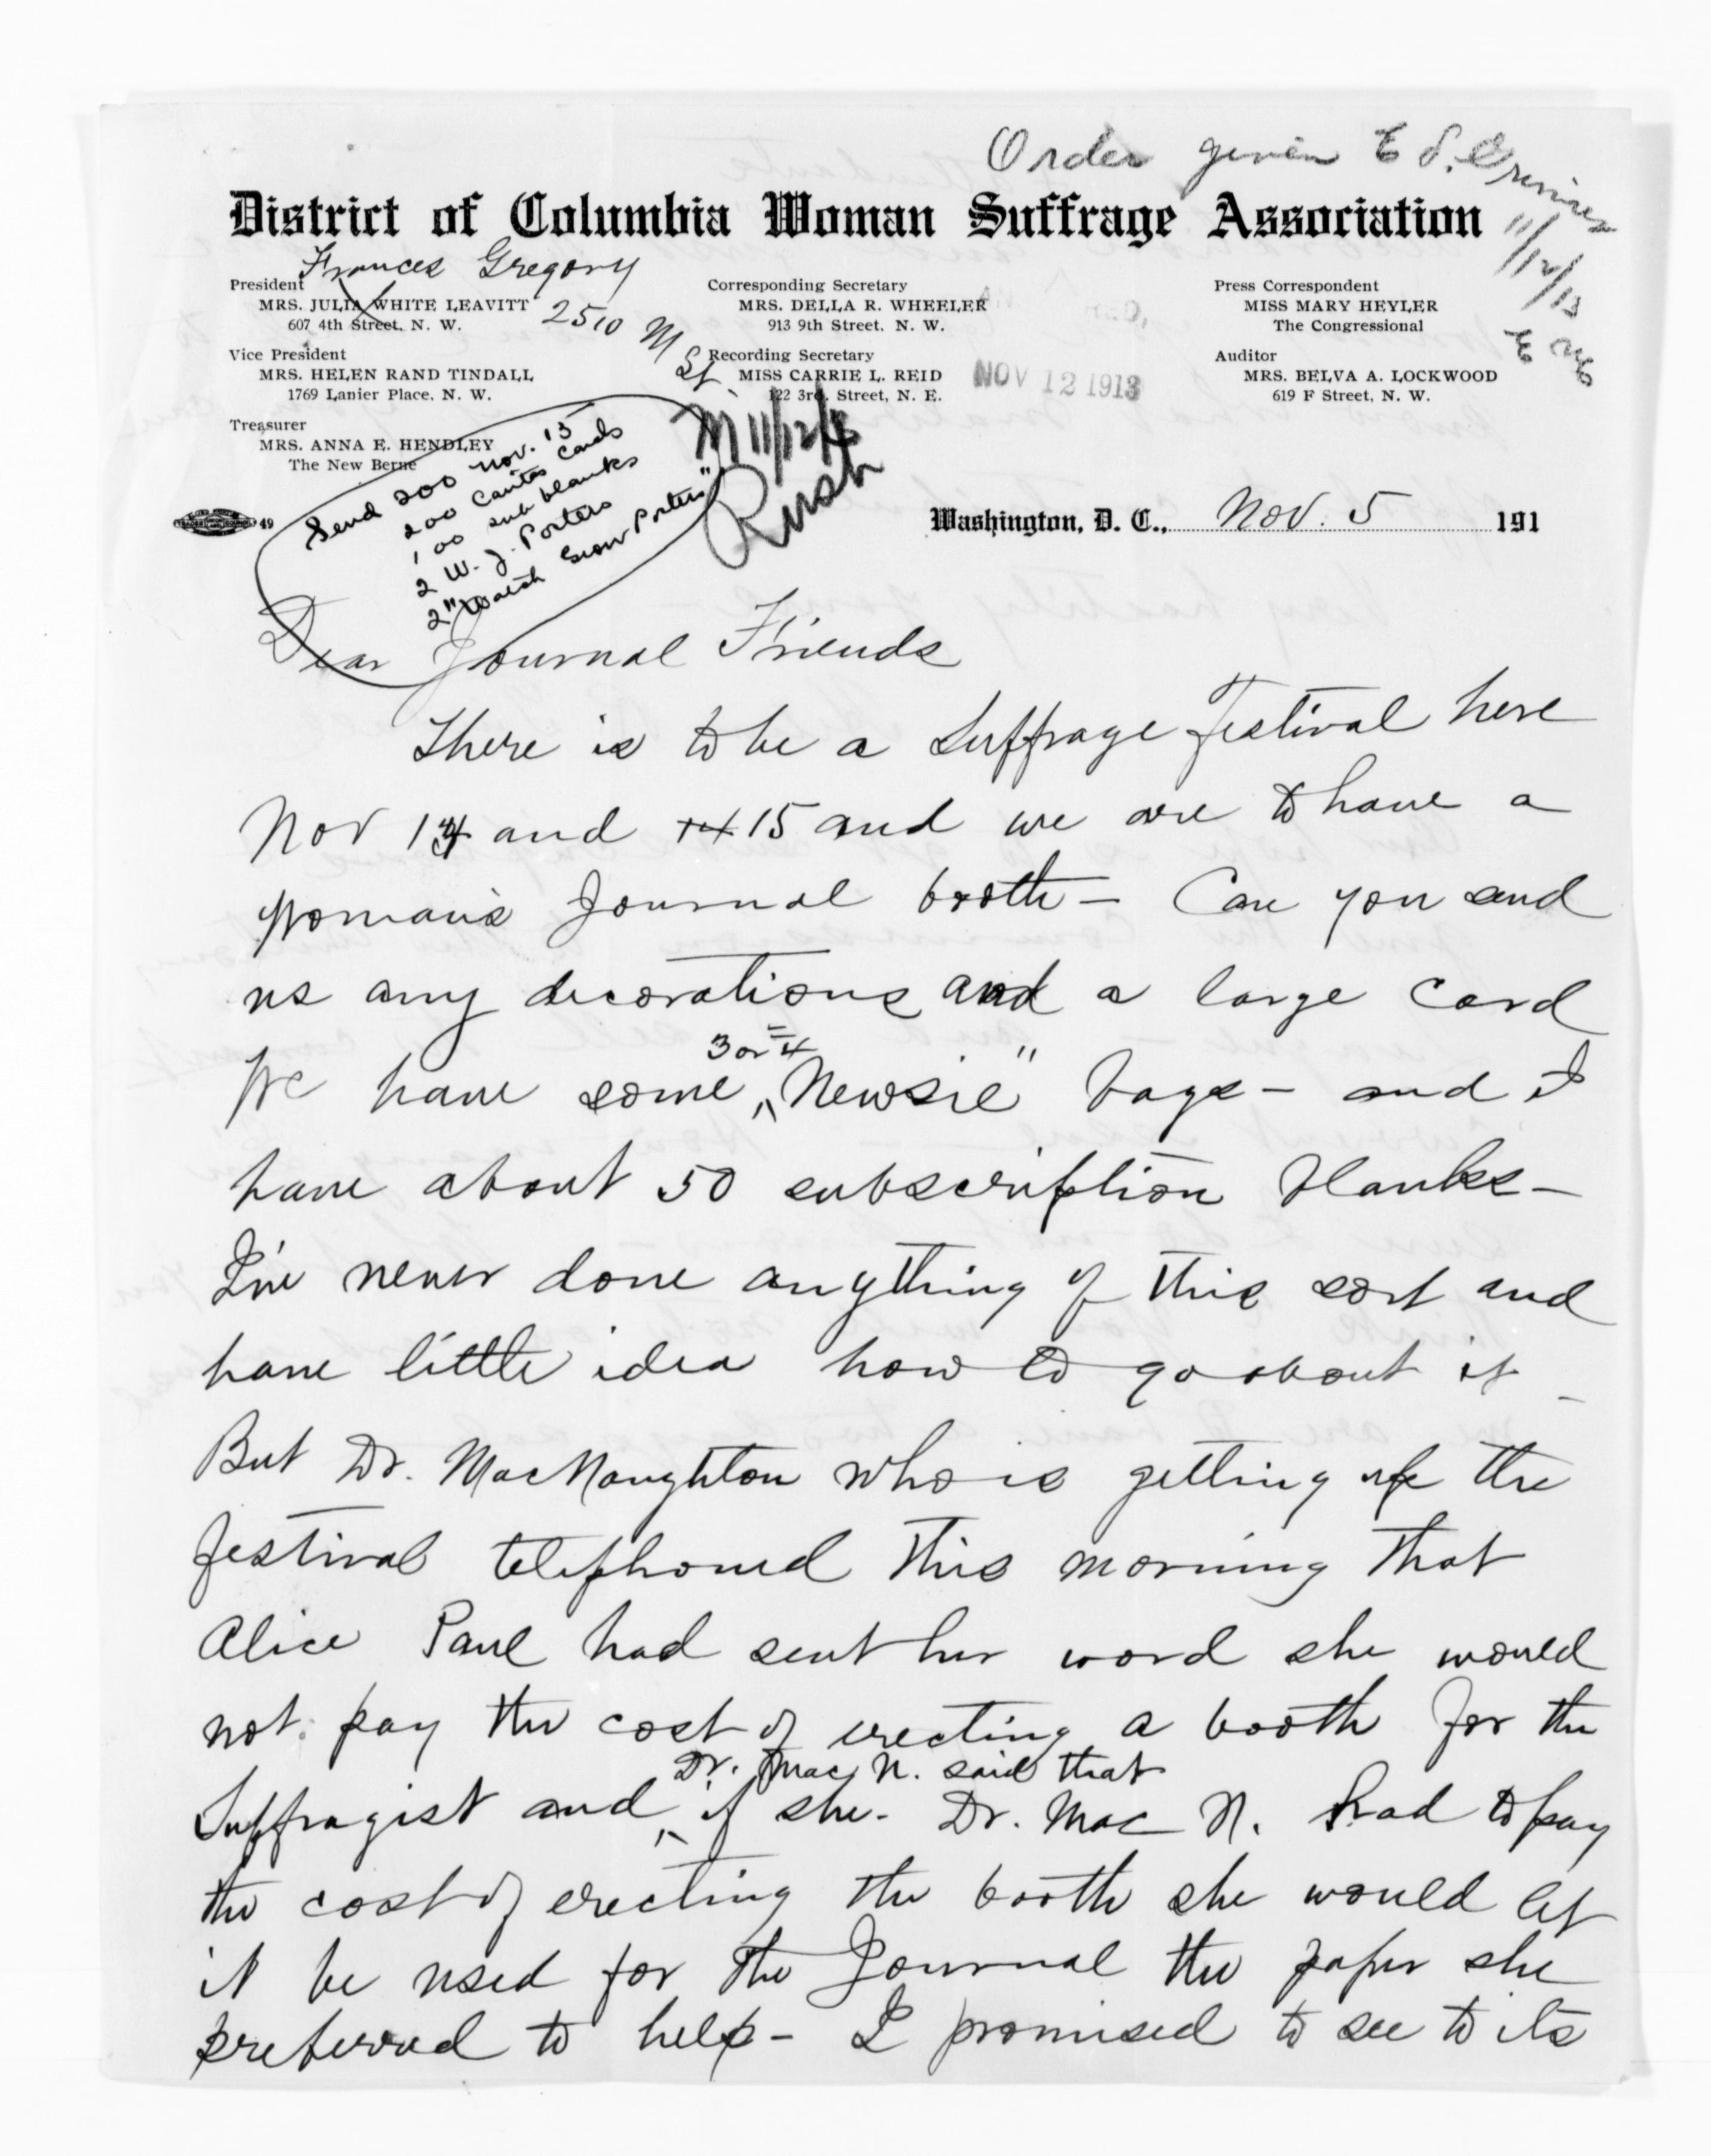 Order given E. S.
11/12/13
District of Columbia Woman Suffrage Association
Frances Gregory
2510 M St
President
MRS. JULIA WHITE LEAVITT
607 4th Street, N. W.
Vice President
MRS. HELEN RAND TINDALL
1769 Lanier Place, N. W.
Treasurer
MRS. ANNA E. HENDLEY
The New Berne
Corresponding Secretary
MRS. DELLA R. WHEELER
913 9th Street, N. W.
Recording Secretary
MISS CARRIE L. REID
122 3rd. Street, N. E.
Press Correspondent
MISS MARY HEYLER
The Congressional
Auditor
MRS. BELVA A. LOCKWOOD
619 F Street, N. W.
NOV 12 1913
M 11/12/13
Rush
Send 200 Nov. 15
200 cards
100 sub blanks
2 W. J. Posters
2 "Watch Grow posters"
49
Washington, D. C., Nov. 5 191
Dear Journal Friends
There is to be a Suffrage Festival here
Nov 14 and 14 15 and we are to have a
Woman's Journal booth – Can you send
us any decorations and a large card
3 or 4
We have some "Newsie" bags – and I
have about 50 subscription blanks –
I've never done anything of this sort and
have little idea how to go about it –
But Dr. MacNaughton who is getting up the
festival telephoned this morning that
Alice Paul had sent her word she would
not pay the cost of erecting a booth for the
Dr. Mac N. said that
Suffragist and if she - Dr. Mac N. had to pay
the cost of erecting the booth she would let
it be used for the Journal the paper she
preferred to help – I promised to see to its